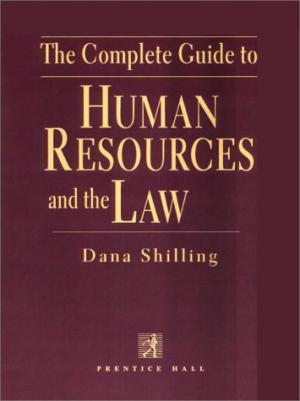 The Complete Guide to
HUMAN
RESOURCES
and the LAW
Dana Shilling
PRENTICE HALL